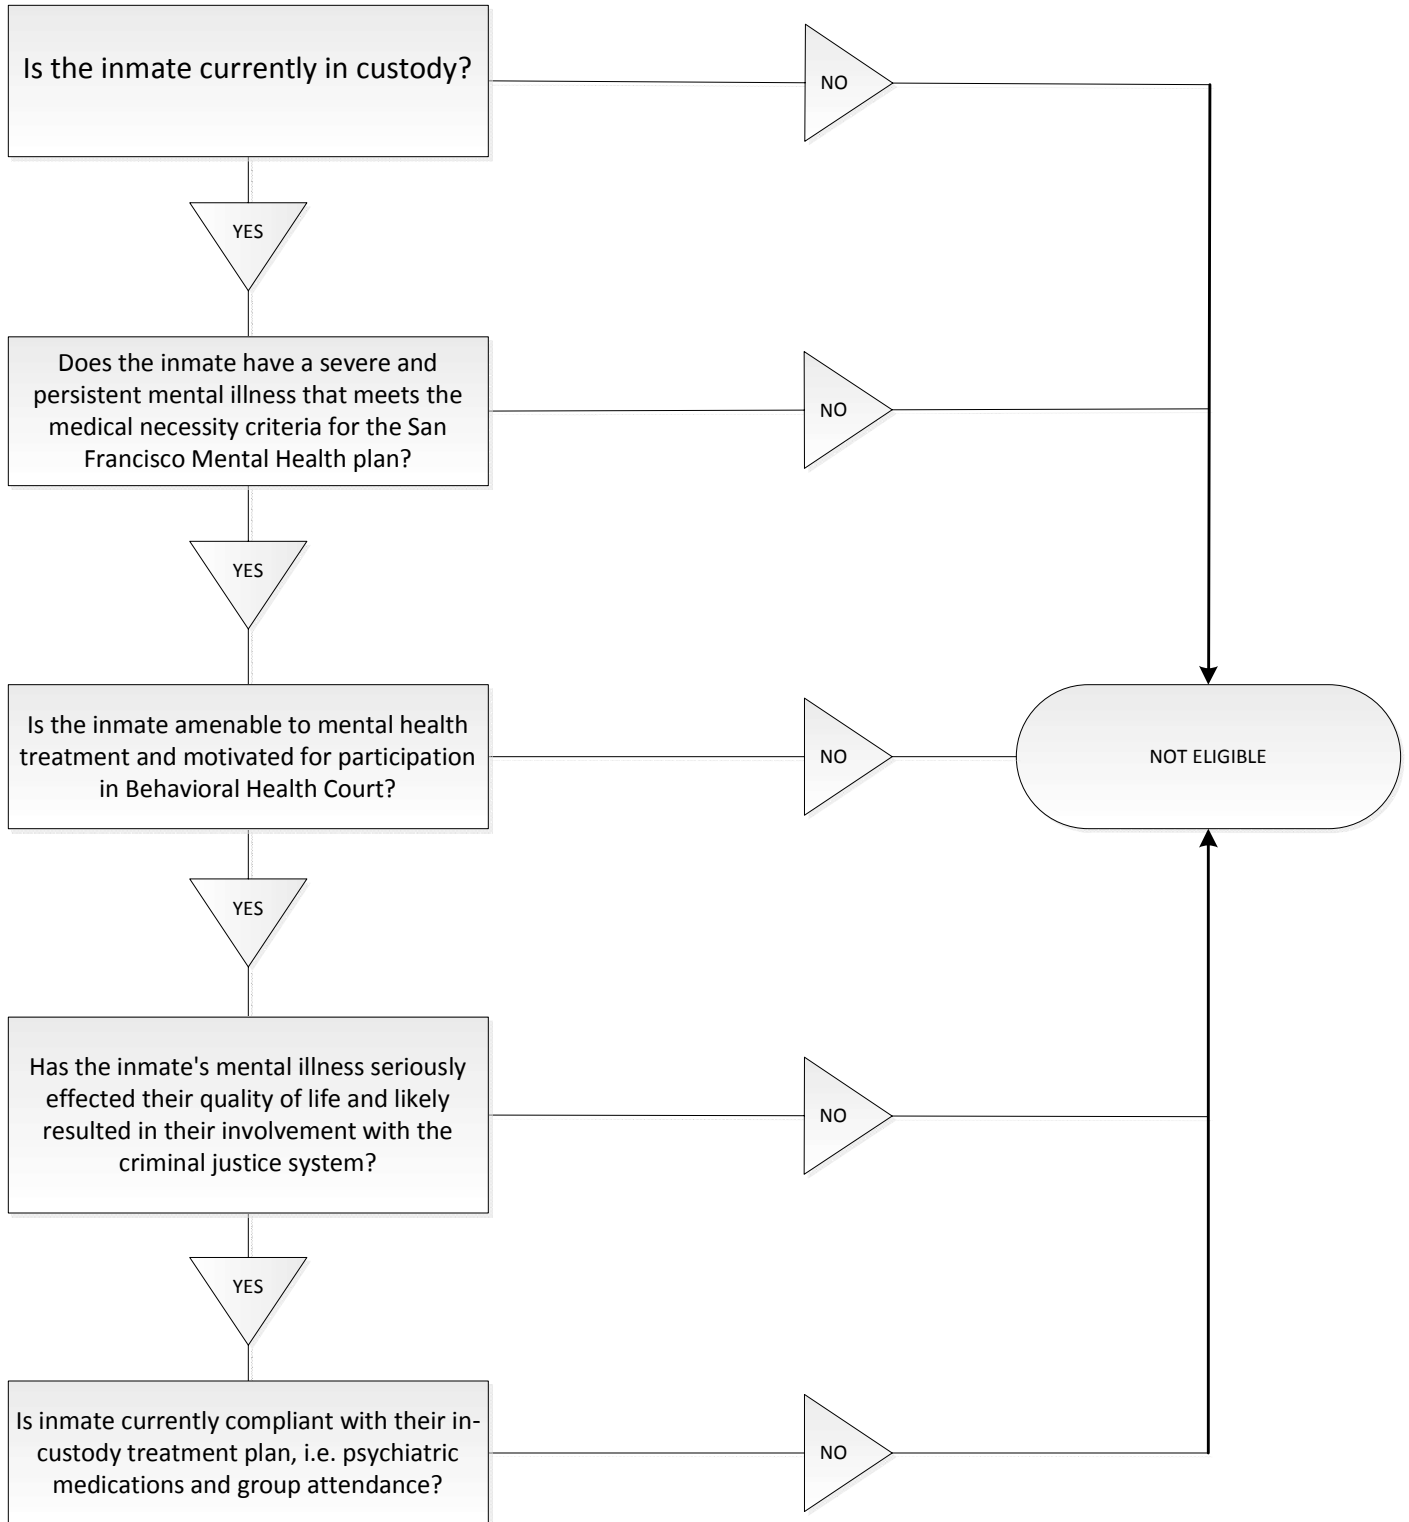 Is the inmate currently in custody?
NO
YES
Does the inmate have a severe and
persistent mental illness that meets the
medical necessity criteria for the San
Francisco Mental Health plan?
NO
YES
Is the inmate amenable to mental health
treatment and motivated for participation
in Behavioral Health Court?
NO
NOT ELIGIBLE
YES
Has the inmate's mental illness seriously
effected their quality of life and likely
resulted in their involvement with the
criminal justice system?
NO
YES
Is inmate currently compliant with their in-
custody treatment plan, i.e. psychiatric
medications and group attendance?
NO